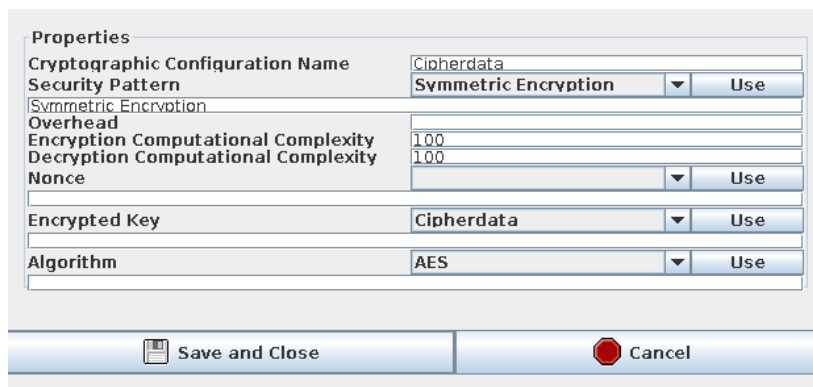 Properties
Cryptographic Configuration Name Cipherdata
Security Pattern Symmetric Encryption Use
Symmetric Encryption
Overhead
Encryption Computational Complexity 100
Decryption Computational Complexity 100
Nonce Use
Encrypted Key Cipherdata Use
Algorithm AES Use
Save and Close Cancel